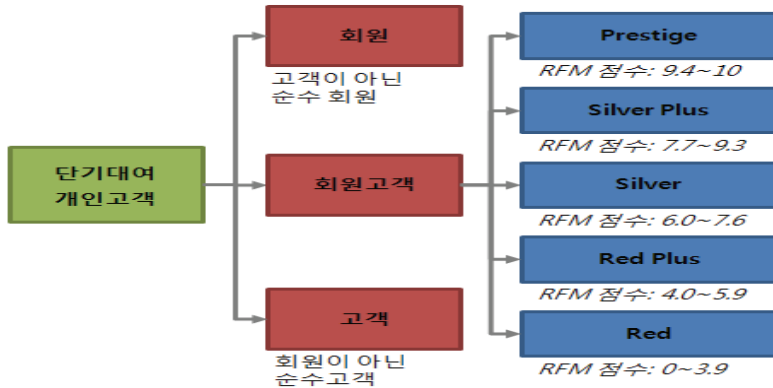 회원
고객이 아닌
순수 회원
단기대여
개인고객
회원고객
고객
회원이 아닌
순수고객
Prestige
RFM 점수: 9.4~10
Silver Plus
RFM 점수: 7.7~9.3
Silver
RFM 점수: 6.0~7.6
Red Plus
RFM 점수: 4.0~5.9
Red
RFM 점수: 0~3.9